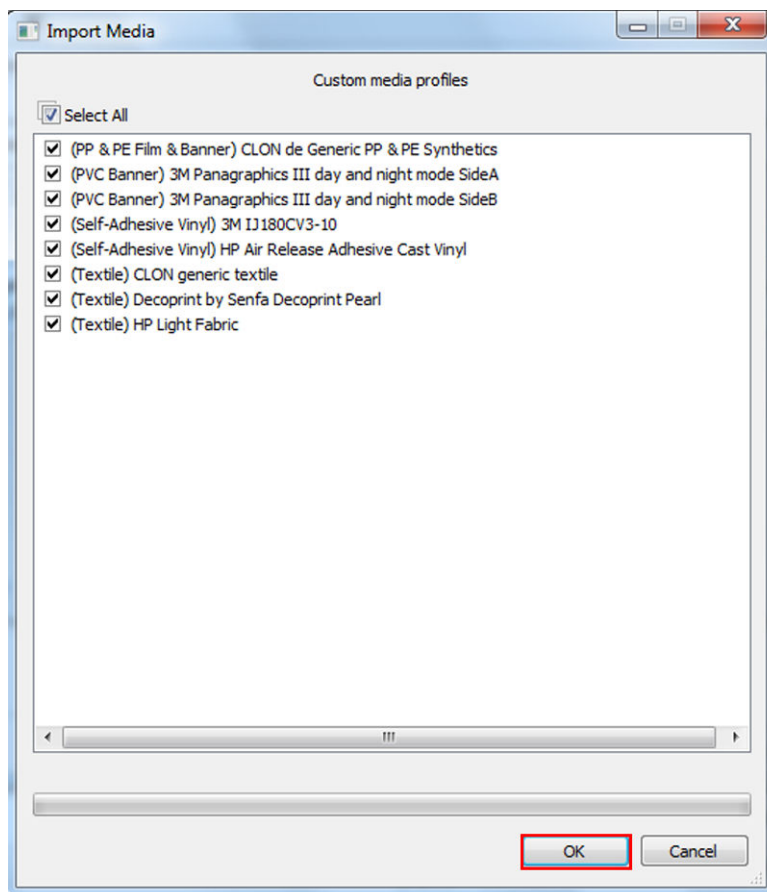 Import Media
Custom media profiles
Select All
(PP & PE Film & Banner) CLON de Generic PP & PE Synthetics
(PVC Banner) 3M Panagraphics III day and night mode SideA
(PVC Banner) 3M Panagraphics III day and night mode SideB
(Self-Adhesive Vinyl) 3M IJ180CV3-10
(Self-Adhesive Vinyl) HP Air Release Adhesive Cast Vinyl
(Textile) CLON generic textile
(Textile) Decoprint by Senfa Decoprint Pearl
(Textile) HP Light Fabric
OK Cancel